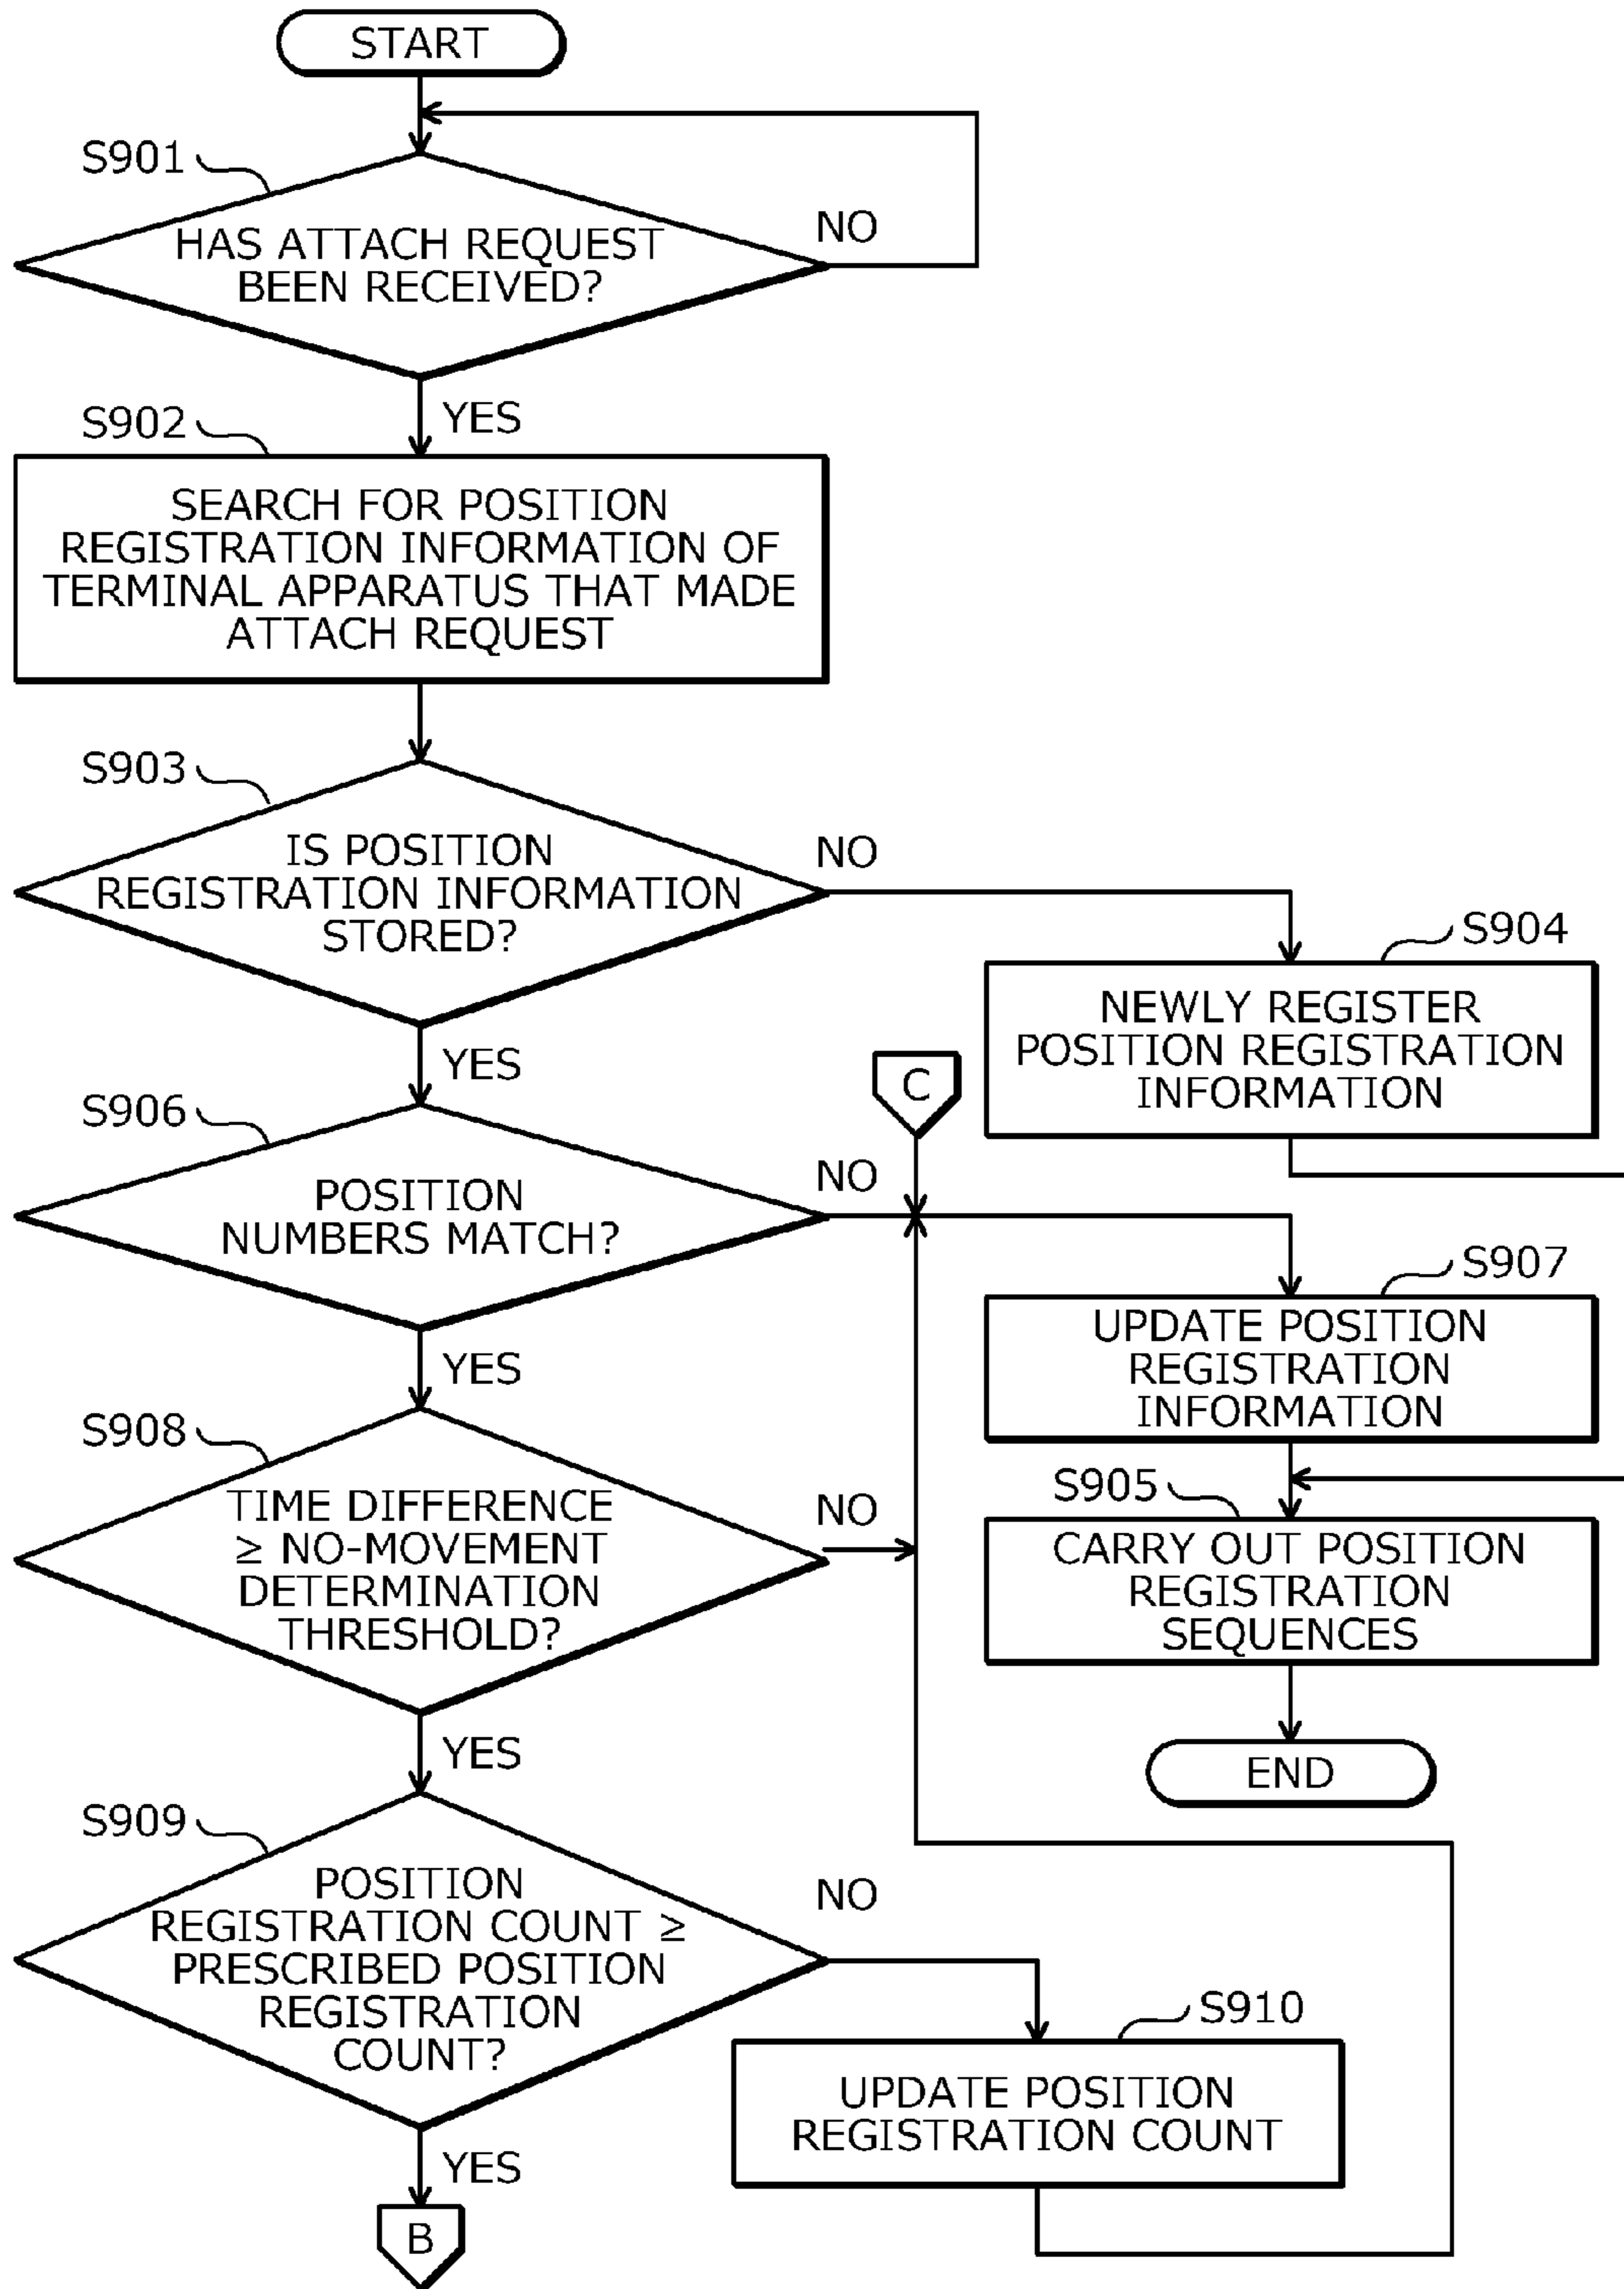 START
S901
HAS ATTACH REQUEST
BEEN RECEIVED?
NO
YES
S902
SEARCH FOR POSITION
REGISTRATION INFORMATION OF
TERMINAL APPARATUS THAT MADE
ATTACH REQUEST
S903
IS POSITION
REGISTRATION INFORMATION
STORED?
NO
YES
S904
NEWLY REGISTER
POSITION REGISTRATION
INFORMATION
C
S906
POSITION
NUMBERS MATCH?
NO
YES
S907
UPDATE POSITION
REGISTRATION
INFORMATION
S905
CARRY OUT POSITION
REGISTRATION
SEQUENCES
END
S908
TIME DIFFERENCE
≥ NO-MOVEMENT
DETERMINATION
THRESHOLD?
NO
YES
S909
POSITION
REGISTRATION COUNT ≥
PRESCRIBED POSITION
REGISTRATION
COUNT?
NO
YES
S910
UPDATE POSITION
REGISTRATION COUNT
B